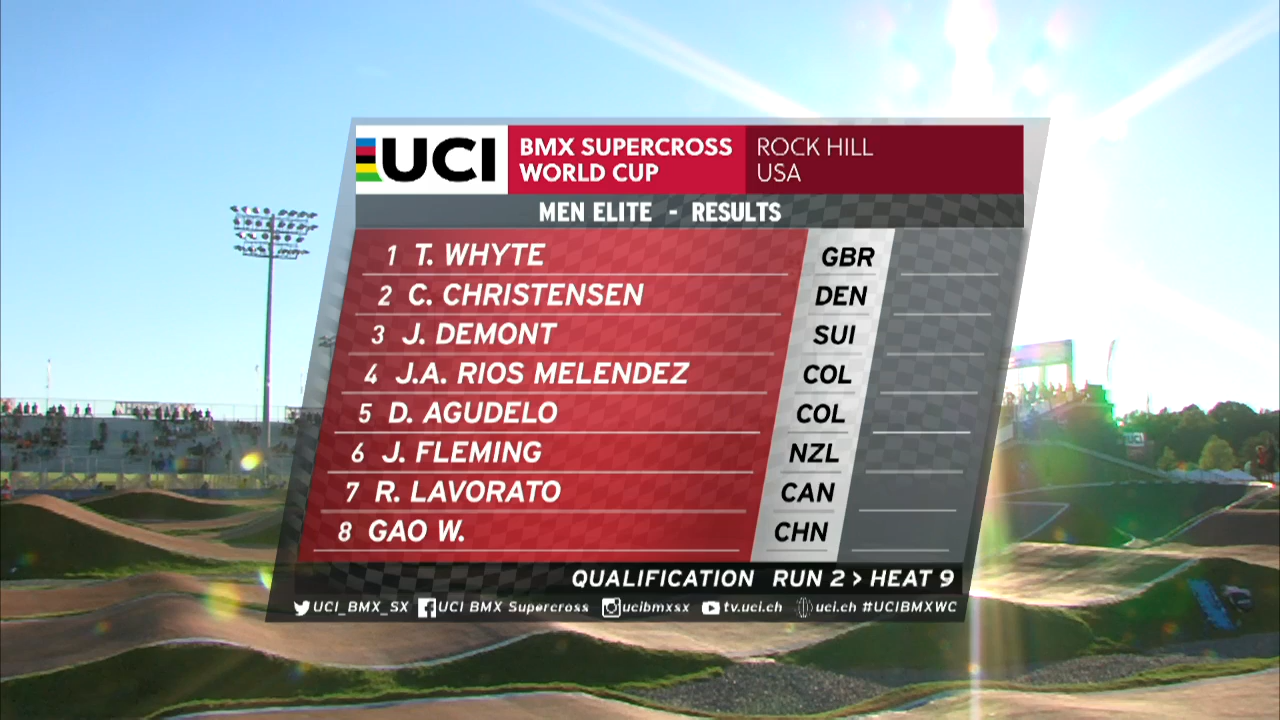 UCI
BMX SUPERCROSS
WORLD CUP
ROCK HILL
USA
MEN ELITE - RESULTS
1 T. WHYTE GBR
2 C. CHRISTENSEN DEN
3 J. DEMONT SUI
4 J.A. RIOS MELENDEZ COL
5 D. AGUDELO COL
6 J. FLEMING NZL
7 R. LAVORATO CAN
8 GAO W. CHN
QUALIFICATION RUN 2 > HEAT 9
UCI_BMX_SX UCI BMX Supercross ucibmxsx tv.uci.ch uci.ch #UCIBMXWC
UCI